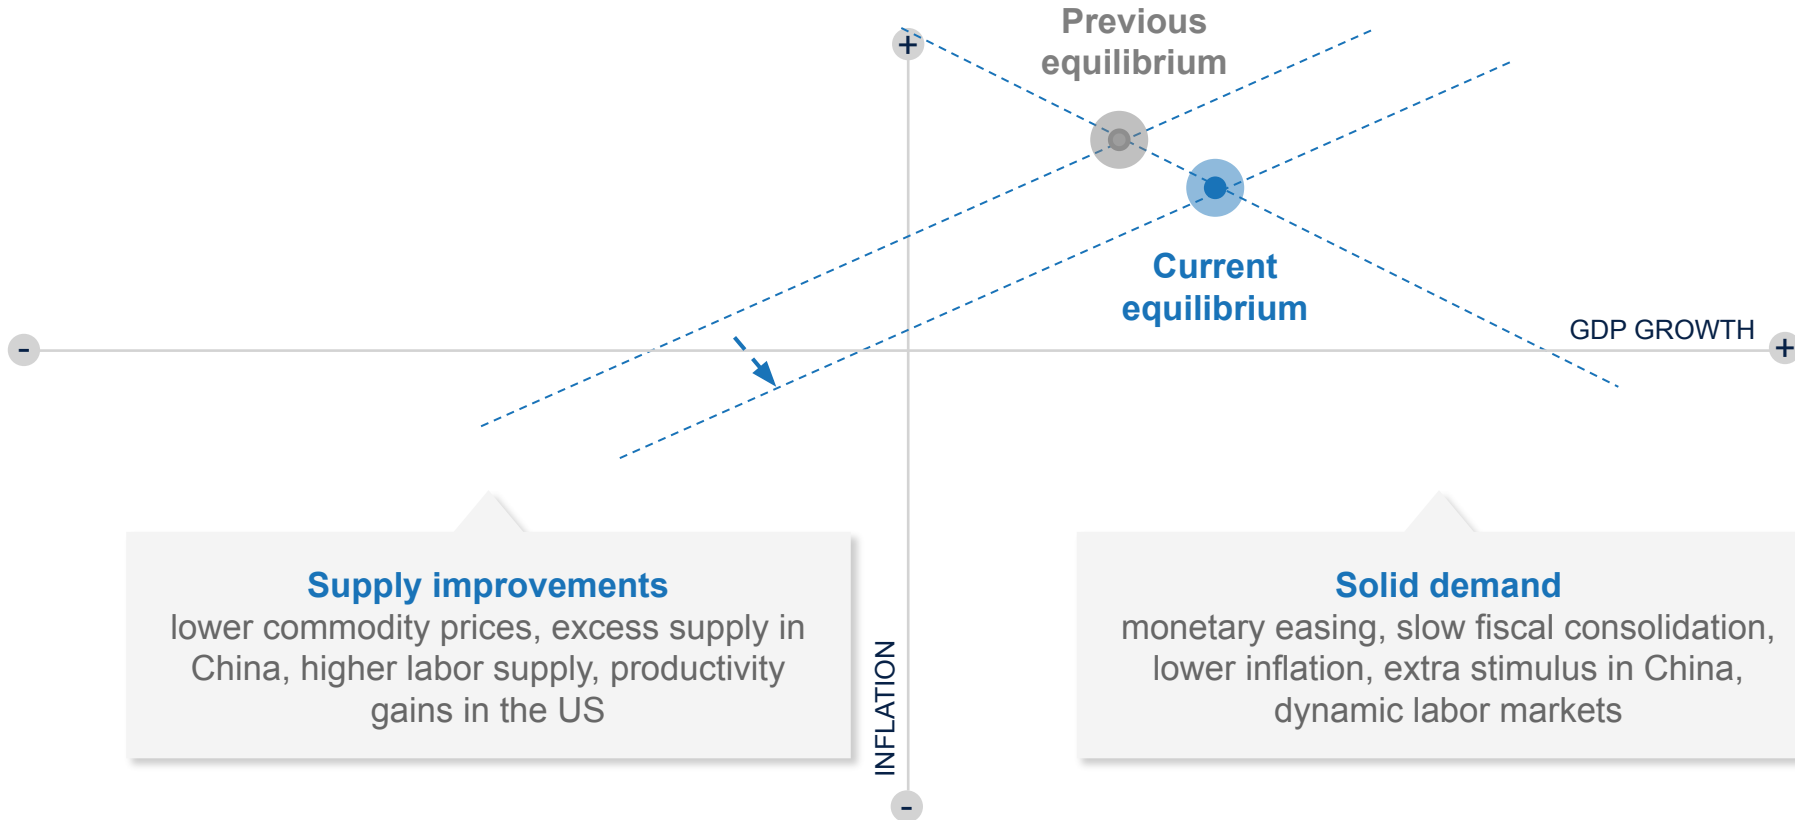 Previous
equilibrium
+
Current
equilibrium
GDP GROWTH
-
+
Supply improvements
lower commodity prices, excess supply in
China, higher labor supply, productivity
gains in the US
INFLATION
Solid demand
monetary easing, slow fiscal consolidation,
lower inflation, extra stimulus in China,
dynamic labor markets
-